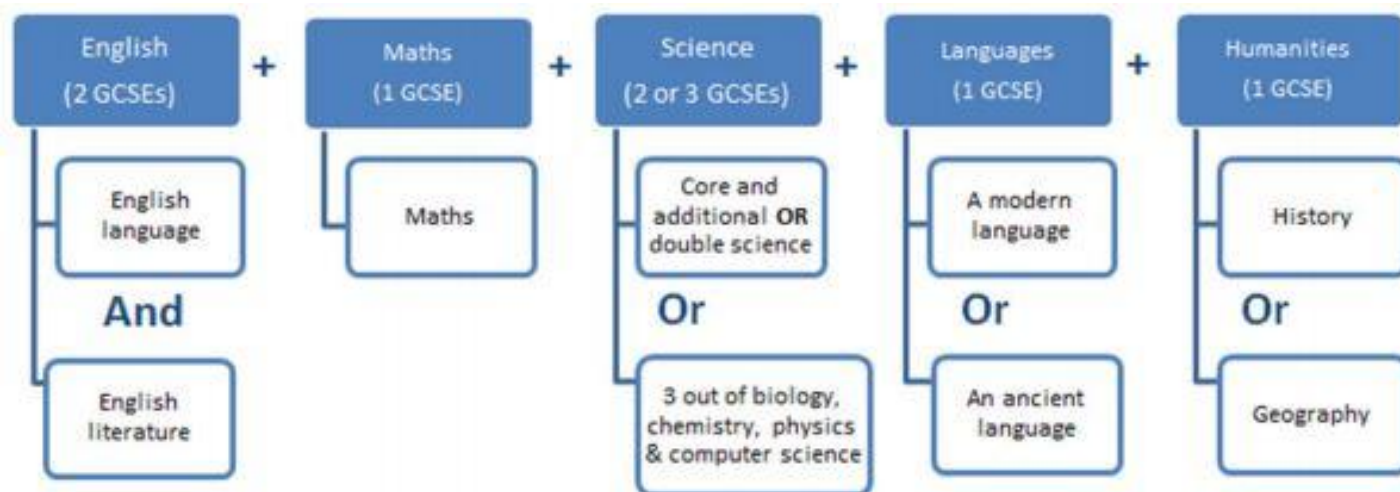 English
(2 GCSEs)
+
Maths
(1 GCSE)
+
Science
(2 or 3 GCSEs)
+
Languages
(1 GCSE)
+
Humanities
(1 GCSE)
English
language
And
English
literature
Maths
Core and
additional OR
double science
Or
3 out of biology,
chemistry, physics
& computer science
A modern
language
Or
An ancient
language
History
Or
Geography